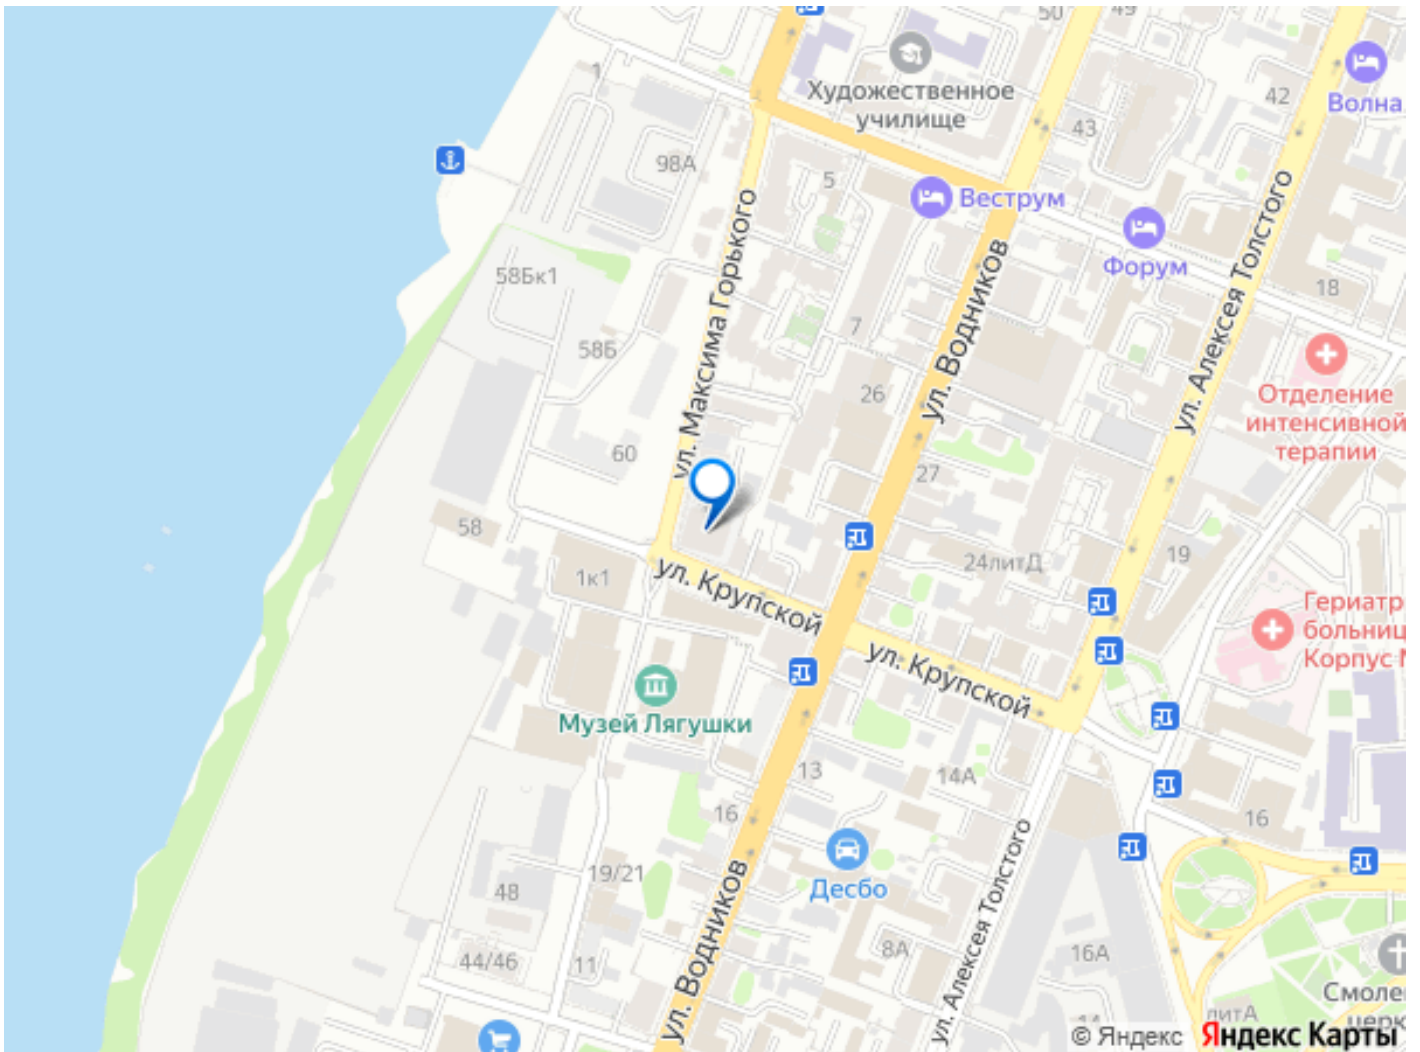 50
49
1
Художественное
училище
42
Волна
43
98А
5
Веструм
ул. Максима Горького
Форум
ул. Алексея Толстого
58Бк1
18
ул. Водников
7
58Б
26
Отделение
интенсивной
терапии
60
27
58
24литД
19
1к1
ул. Крупской
Гериатр
больниц
Корпус
ул. Крупской
Музей Лягушки
13
14А
16
16
ул. Алексея Толстого
19/21
48
Десбо
ул. Водников
8А
16А
44/46
11
Смоле
литА
церк
© Яндекс
Яндекс Карты